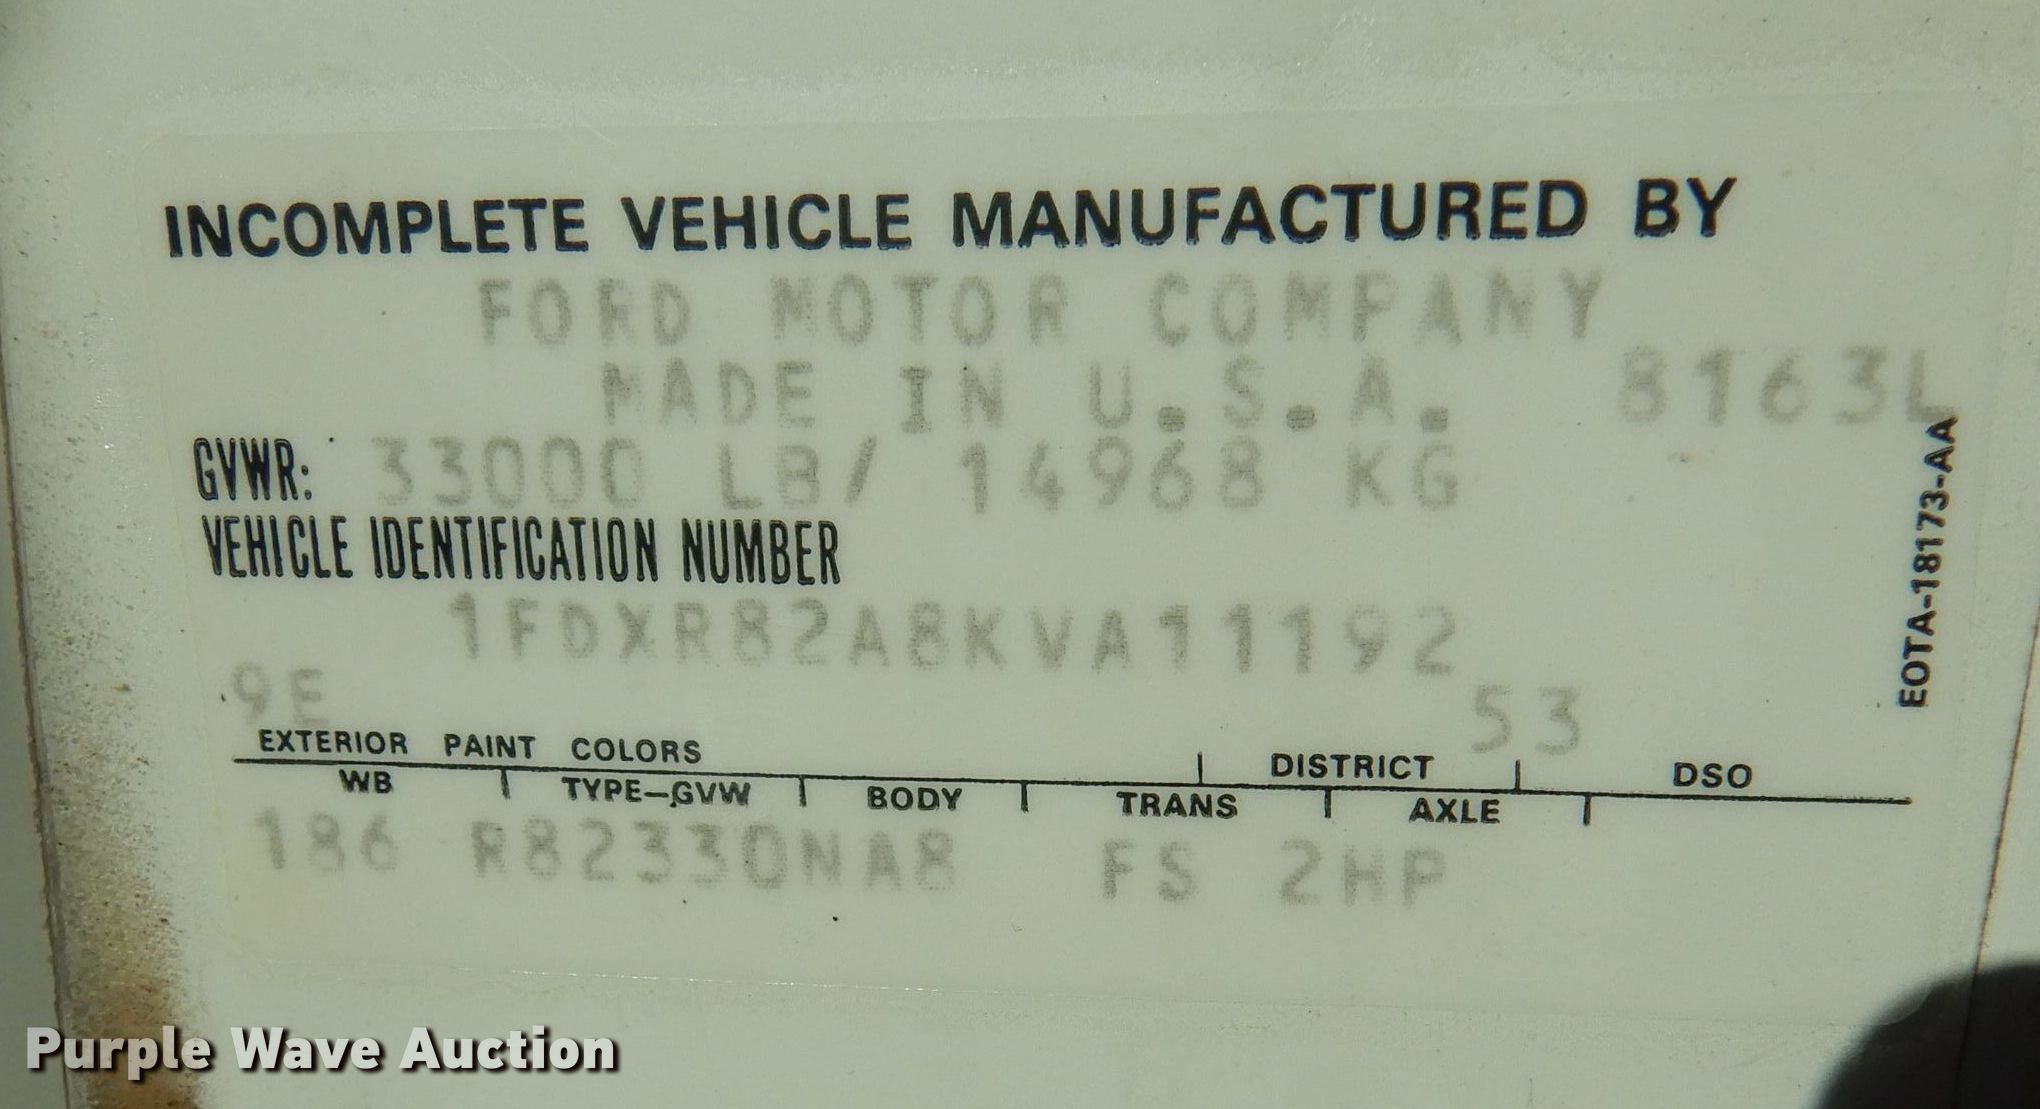 INCOMPLETE VEHICLE MANUFACTURED BY
FORD MOTOR COMPANY
MADE IN U.S.A. 8163L
GVWR: 33000 LB/ 14968 KG
VEHICLE IDENTIFICATION NUMBER
1FDXR82A8KVA11192
9E 53
EXTERIOR PAINT COLORS DISTRICT DSO
WB TYPE-GVW BODY TRANS AXLE
186 R82330NA8 FS 2HP
EOTA-18173-AA
Purple Wave Auction